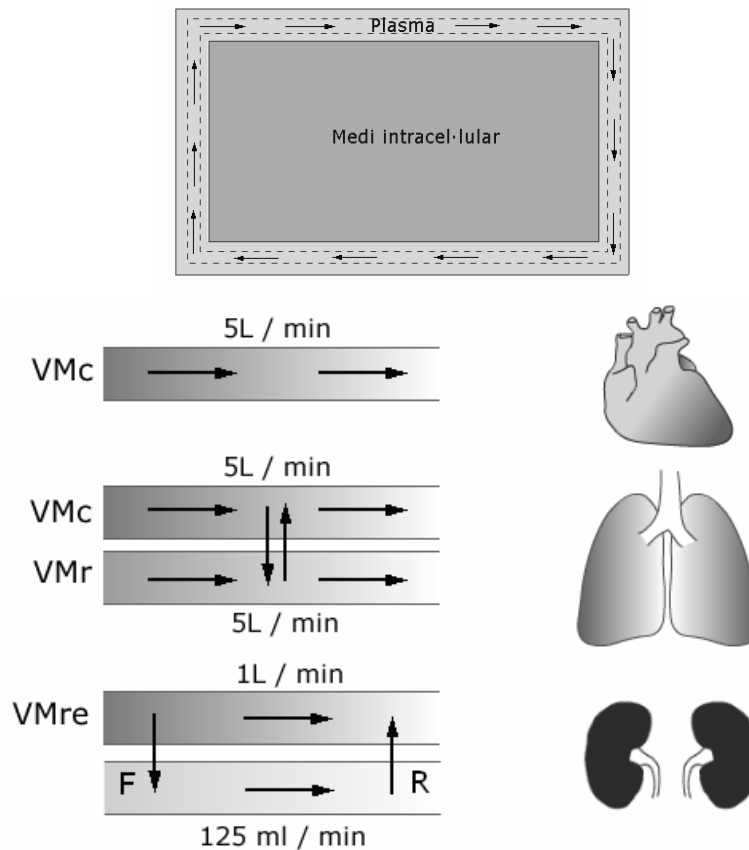 Plasma
Medi intracel·lular
5L / min
VMc
5L / min
VMc
VMr
5L / min
1L / min
VMre
F
R
125 ml / min